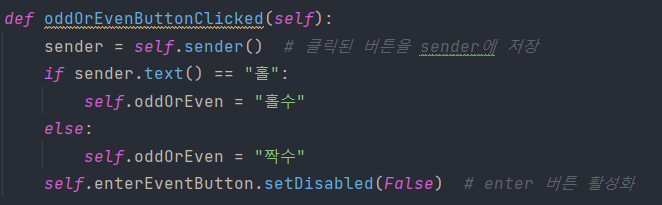 def oddOrEvenButtonClicked(self):
    sender = self.sender()  # 클릭된 버튼을 sender에 저장
    if sender.text() == "홀":
        self.oddOrEven = "홀수"
    else:
        self.oddOrEven = "짝수"
    self.enterEventButton.setDisabled(False)  # enter 버튼 활성화